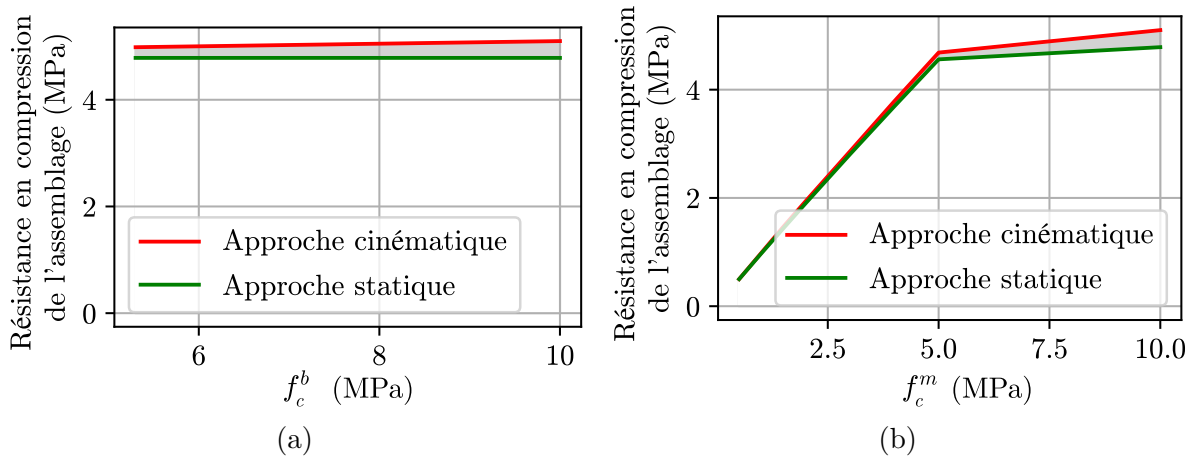 Résistance en compression
de l'assemblage (MPa)
4
2
0
Approche cinématique
Approche statique
6 8 10
f_c^b (MPa)
(a)
Résistance en compression
de l'assemblage (MPa)
4
2
0
Approche cinématique
Approche statique
2.5 5.0 7.5 10.0
f_c^m (MPa)
(b)